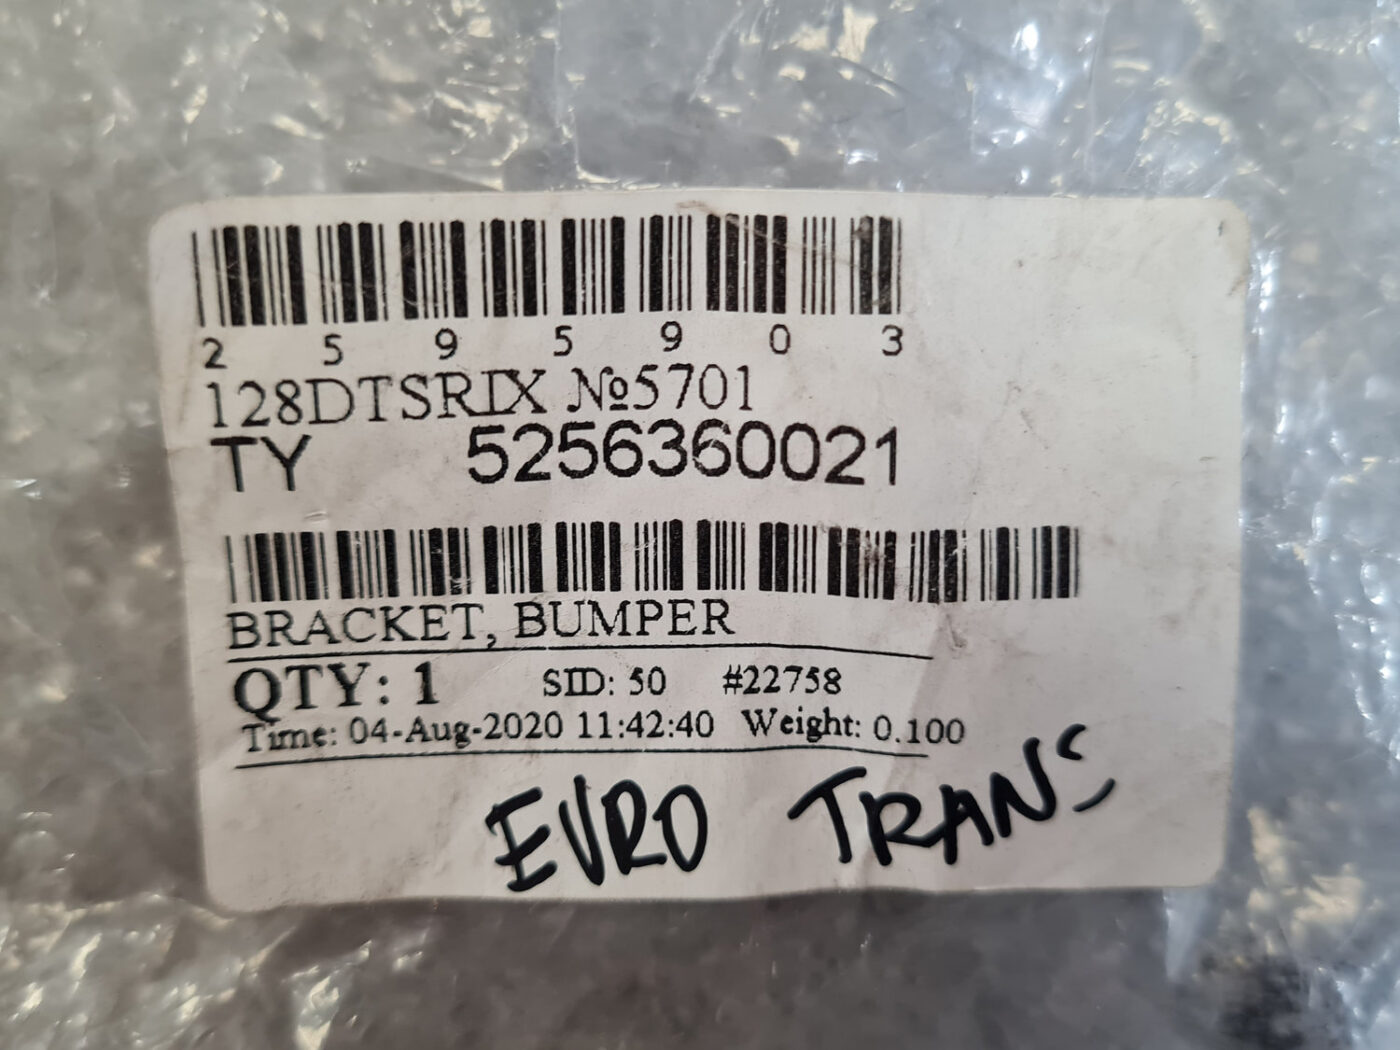 2 5 9 5 9 0 3
128DTSRIX №5701
TY 5256360021
BRACKET, BUMPER
QTY: 1 SID: 50 #22758
Time: 04-Aug-2020 11:42:40 Weight: 0.100
EVRO TRANS